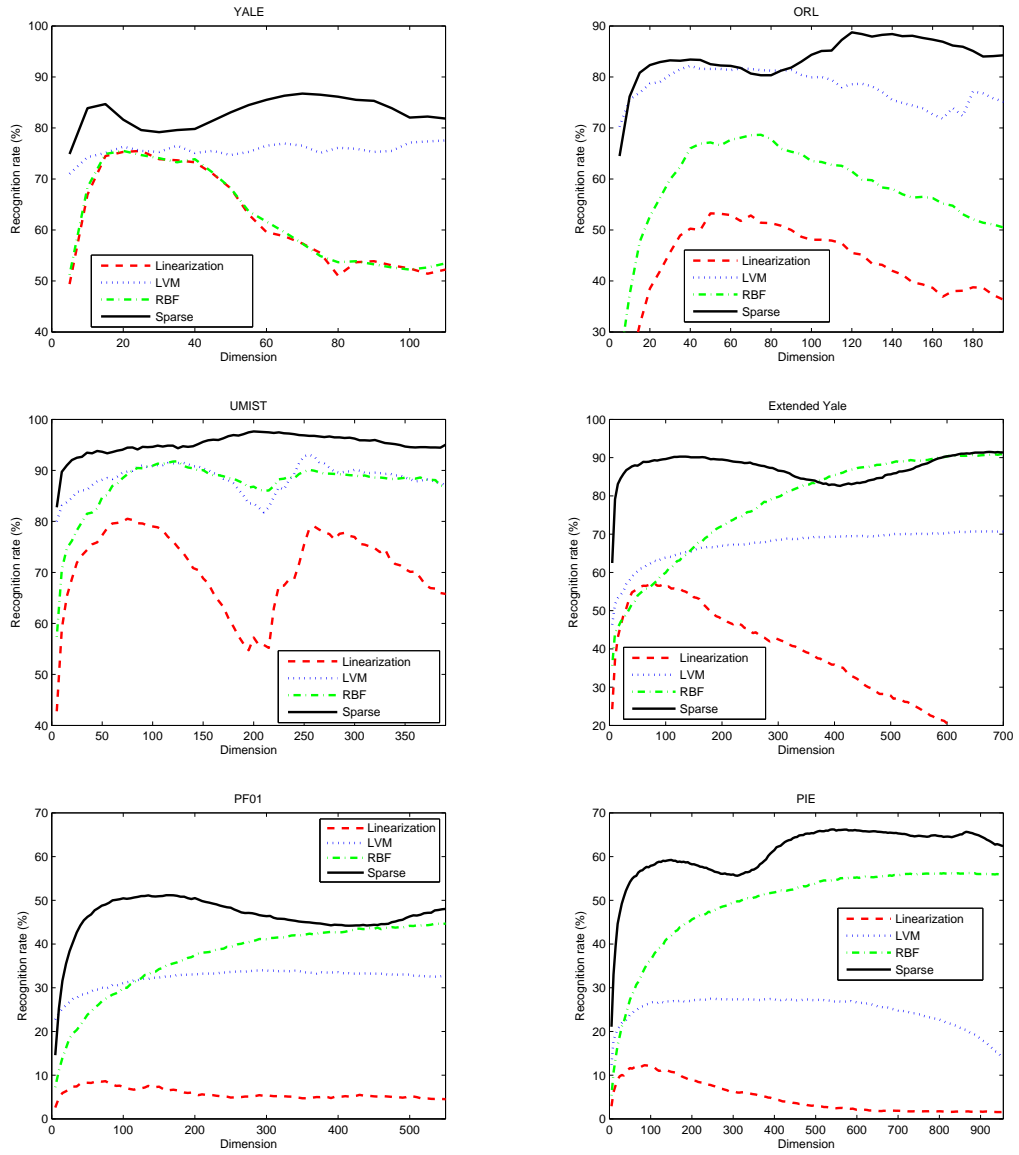 YALE
Recognition rate (%)
100
90
80
70
60
50
40
0 20 40 60 80 100
Dimension
Linearization
LVM
RBF
Sparse
ORL
Recognition rate (%)
90
80
70
60
50
40
30
20 40 60 80 100 120 140 160 180
Dimension
Linearization
LVM
RBF
Sparse
UMIST
Recognition rate (%)
100
90
80
70
60
50
40
0 50 100 150 200 250 300 350
Dimension
Linearization
LVM
RBF
Sparse
Extended Yale
Recognition rate (%)
100
90
80
70
60
50
40
30
20
0 100 200 300 400 500 600 700
Dimension
Linearization
LVM
RBF
Sparse
PF01
Recognition rate (%)
70
60
50
40
30
20
10
0
0 100 200 300 400 500
Dimension
Linearization
LVM
RBF
Sparse
PIE
Recognition rate (%)
70
60
50
40
30
20
10
0
100 200 300 400 500 600 700 800 900
Dimension
Linearization
LVM
RBF
Sparse